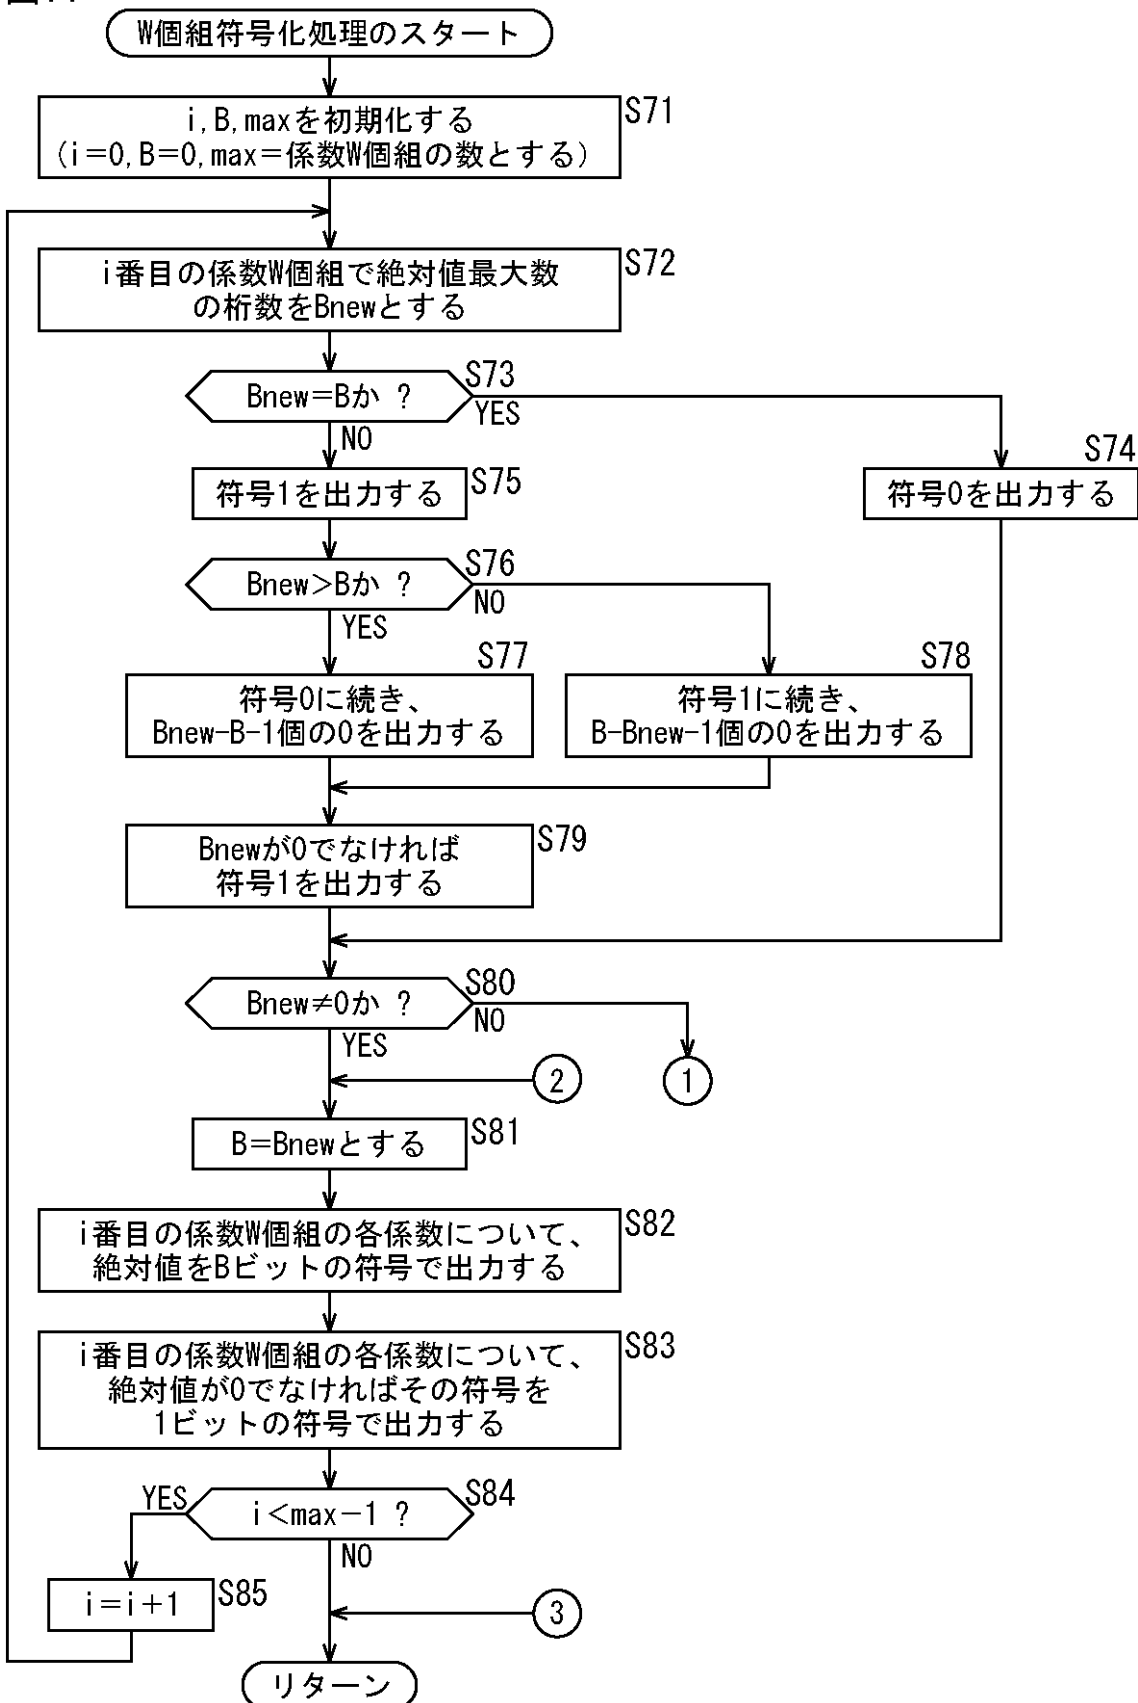 W個組符号化処理のスタート
i,B,maxを初期化する
(i=0,B=0,max=係数W個組の数とする)
S71
i番目の係数W個組で絶対値最大数
の桁数をBnewとする
S72
Bnew=Bか ?
S73
YES
NO
符号1を出力する
S75
S74
符号0を出力する
Bnew>Bか ?
S76
NO
YES
S77
符号0に続き、
Bnew-B-1個の0を出力する
S78
符号1に続き、
B-Bnew-1個の0を出力する
Bnewが0でなければ
符号1を出力する
S79
Bnew≠0か ?
S80
NO
YES
2
1
B=Bnewとする
S81
i番目の係数W個組の各係数について、
絶対値をBビットの符号で出力する
S82
i番目の係数W個組の各係数について、
絶対値が0でなければその符号を
1ビットの符号で出力する
S83
YES
i<max-1 ?
S84
NO
i=i+1
S85
3
リターン